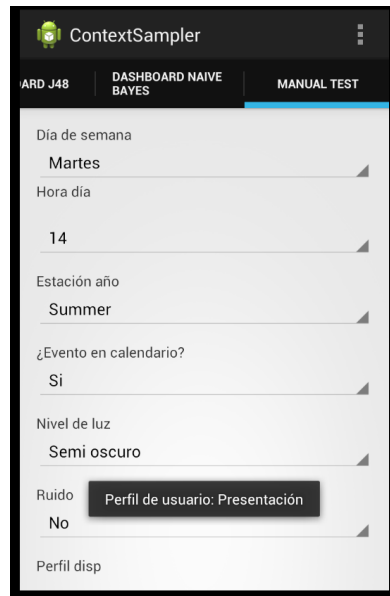 ContextSampler
ARD J48
DASHBOARD NAIVE
BAYES
MANUAL TEST
Día de semana
Martes
Hora día
14
Estación año
Summer
¿Evento en calendario?
Si
Nivel de luz
Semi oscuro
Ruido
Perfil de usuario: Presentación
No
Perfil disp